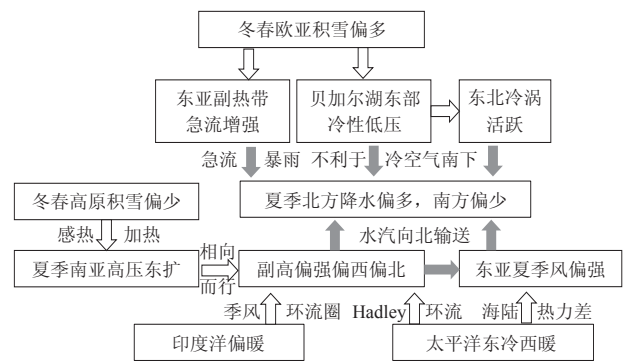 冬春欧亚积雪偏多
东亚副热带
急流增强
贝加尔湖东部
冷性低压
东北冷涡
活跃
急流 暴雨 不利于 冷空气南下
夏季北方降水偏多，南方偏少
冬春高原积雪偏少
感热 加热
水汽向北输送
夏季南亚高压东扩
相向
而行
副高偏强偏西偏北
东亚夏季风偏强
季风 环流圈 Hadley 环流 海陆 热力差
印度洋偏暖
太平洋东冷西暖